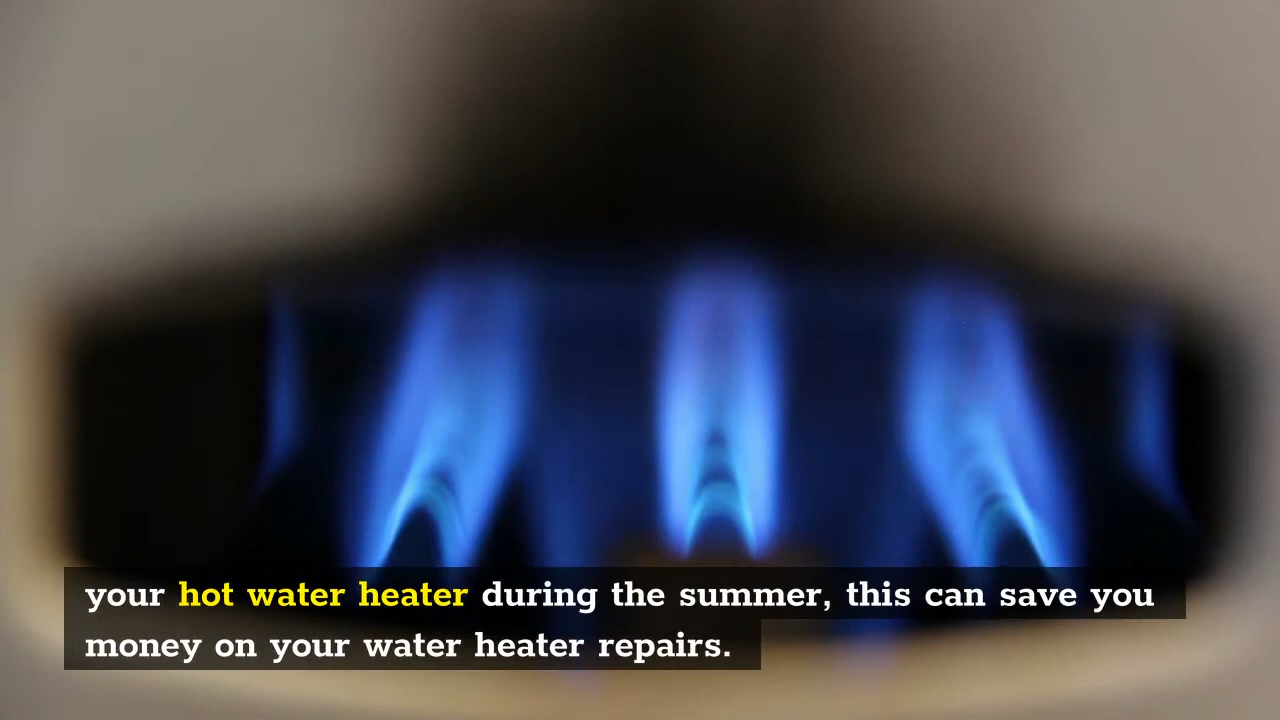 your hot water heater during the summer, this can save you
money on your water heater repairs.